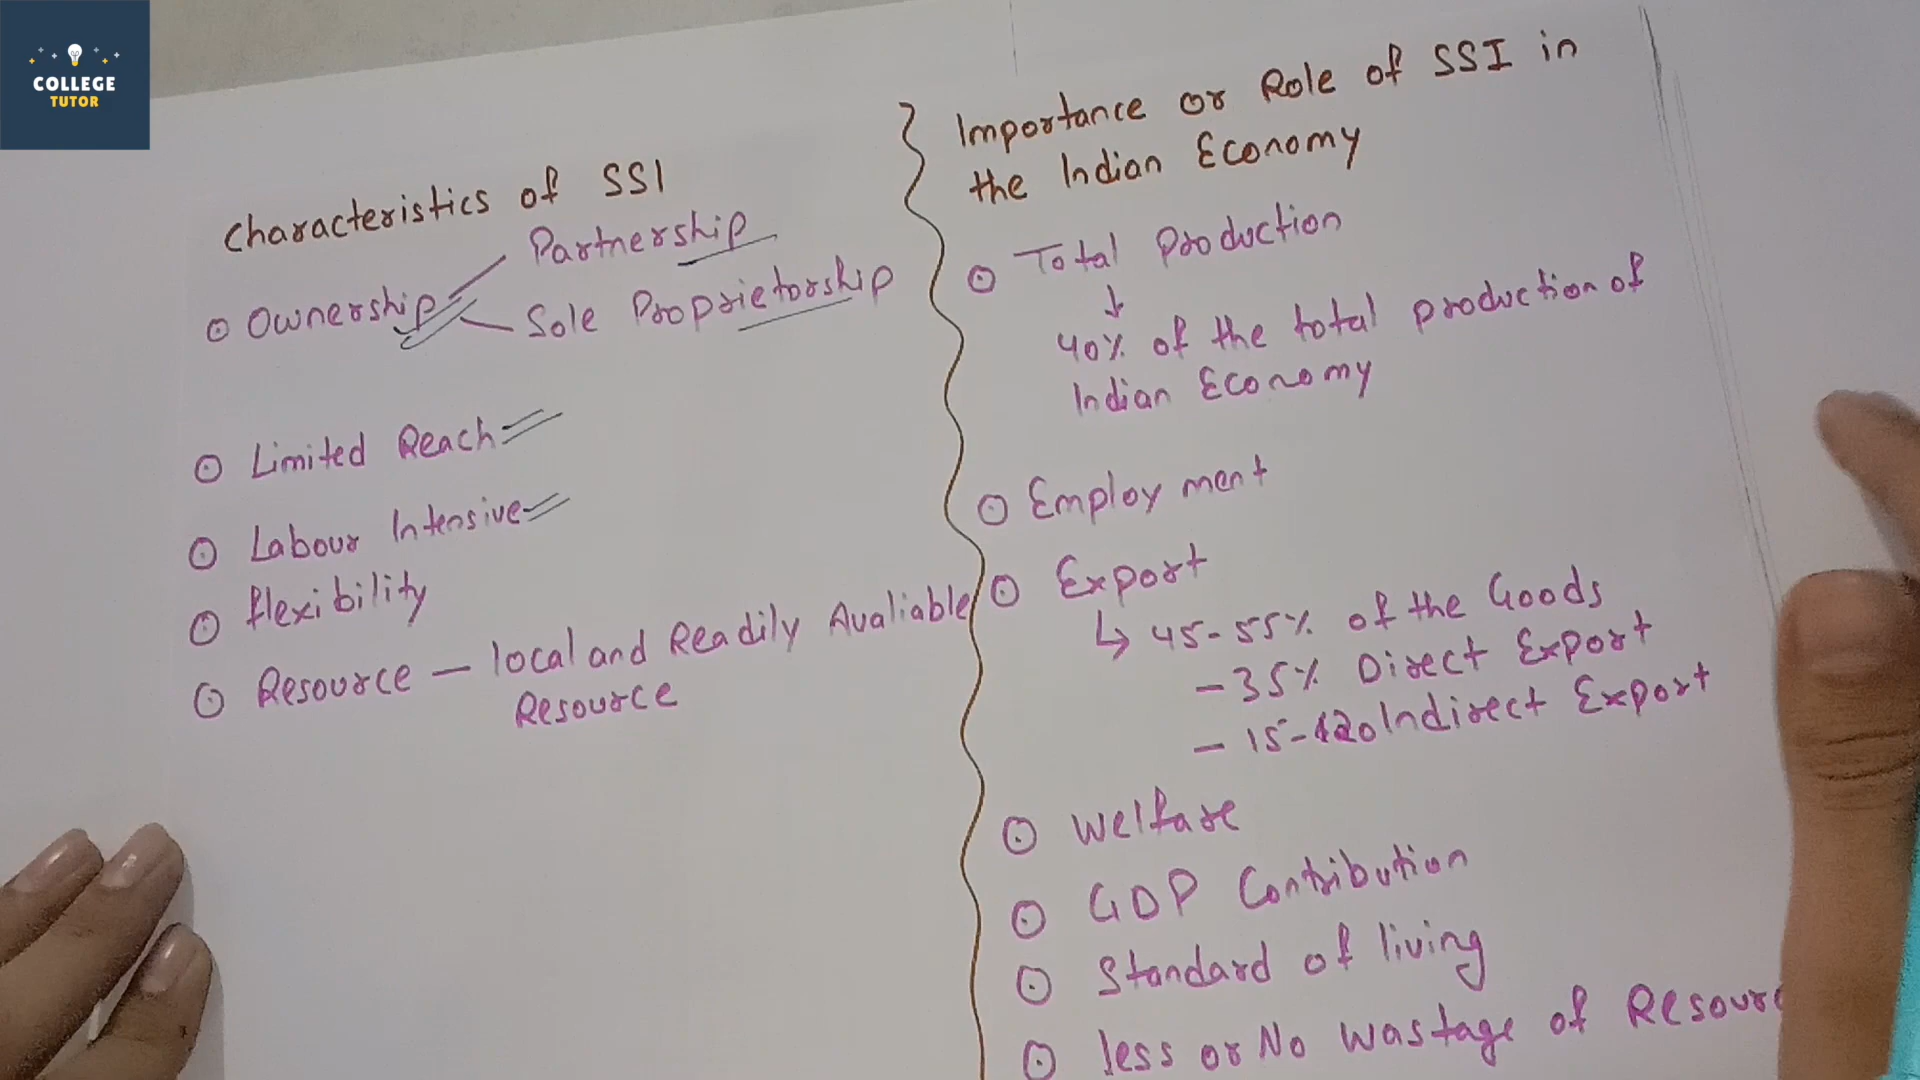 COLLEGE
TUTOR
Characteristics of SSI
Ownership
Partnership
Sole Proprietorship
Limited Reach
Labour Intensive
flexibility
Resource — local and Readily Avaliable
Resource
Importance or Role of SSI in
the Indian Economy
Total Production
40% of the total production of
Indian Economy
Employment
Export
45-55% of the Goods
- 35% Direct Export
- 15-20 Indirect Export
Welfare
GDP Contribution
Standard of living
less or No Wastage of